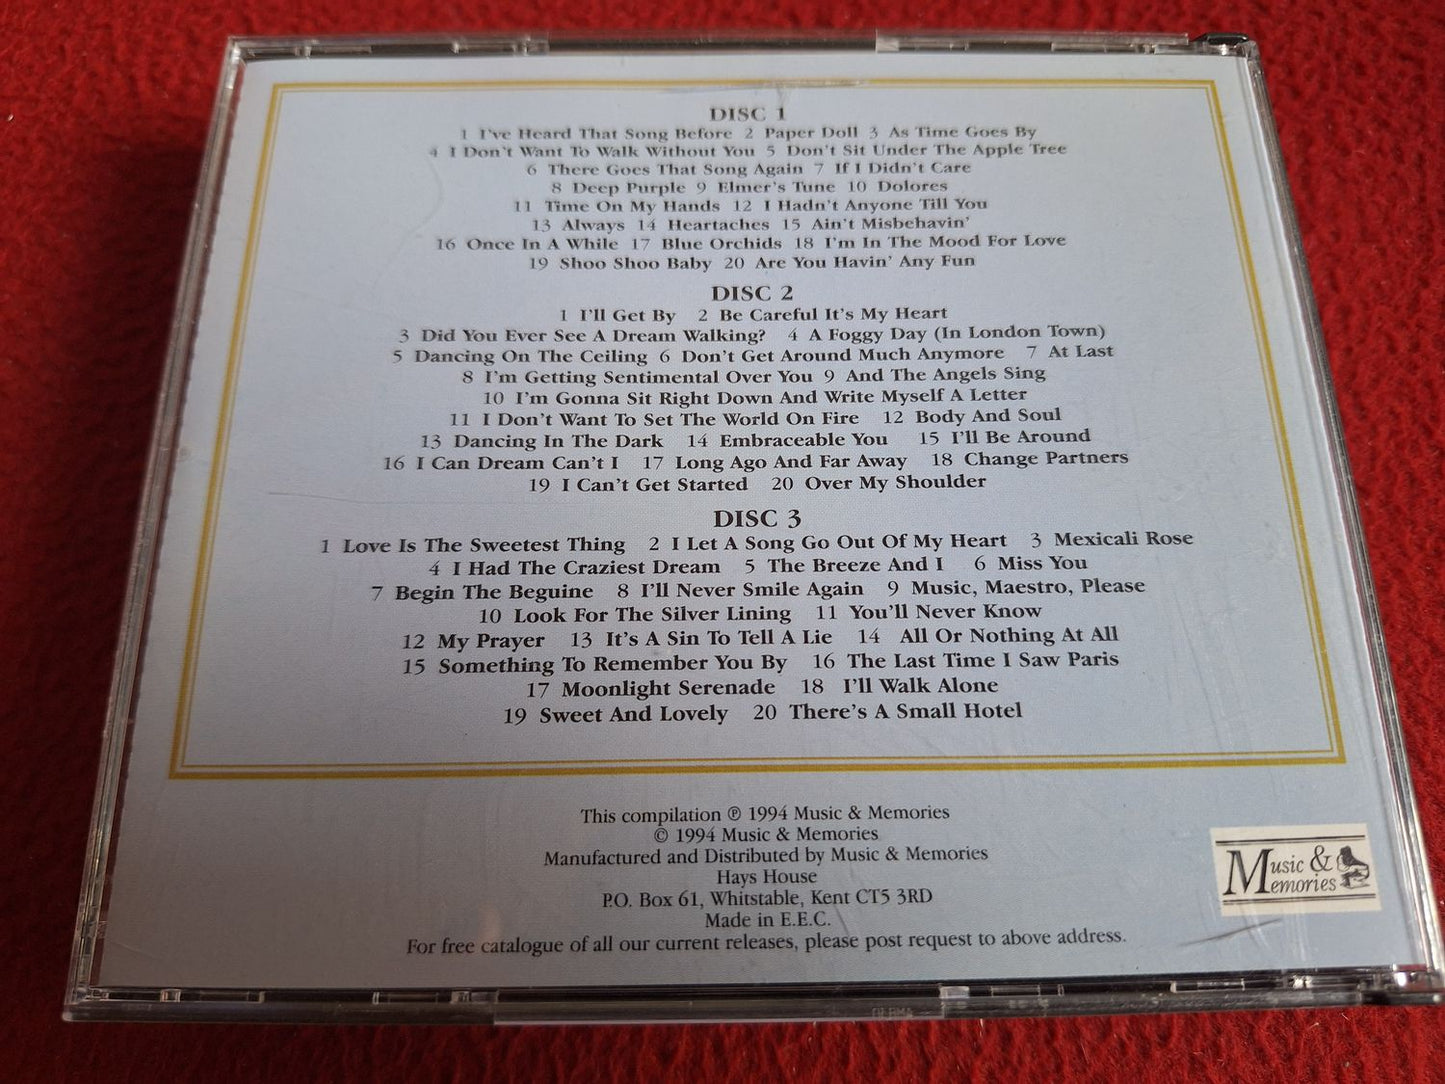 DISC 1
1 I've Heard That Song Before 2 Paper Doll 3 As Time Goes By
4 I Don't Want To Walk Without You 5 Don't Sit Under The Apple Tree
6 There Goes That Song Again 7 If I Didn't Care
8 Deep Purple 9 Elmer's Tune 10 Dolores
11 Time On My Hands 12 I Hadn't Anyone Till You
13 Always 14 Heartaches 15 Ain't Misbehavin'
16 Once In A While 17 Blue Orchids 18 I'm In The Mood For Love
19 Shoo Shoo Baby 20 Are You Havin' Any Fun
DISC 2
1 I'll Get By 2 Be Careful It's My Heart
3 Did You Ever See A Dream Walking? 4 A Foggy Day (In London Town)
5 Dancing On The Ceiling 6 Don't Get Around Much Anymore 7 At Last
8 I'm Getting Sentimental Over You 9 And The Angels Sing
10 I'm Gonna Sit Right Down And Write Myself A Letter
11 I Don't Want To Set The World On Fire 12 Body And Soul
13 Dancing In The Dark 14 Embraceable You 15 I'll Be Around
16 I Can Dream Can't I 17 Long Ago And Far Away 18 Change Partners
19 I Can't Get Started 20 Over My Shoulder
DISC 3
1 Love Is The Sweetest Thing 2 I Let A Song Go Out Of My Heart 3 Mexicali Rose
4 I Had The Craziest Dream 5 The Breeze And I 6 Miss You
7 Begin The Beguine 8 I'll Never Smile Again 9 Music, Maestro, Please
10 Look For The Silver Lining 11 You'll Never Know
12 My Prayer 13 It's A Sin To Tell A Lie 14 All Or Nothing At All
15 Something To Remember You By 16 The Last Time I Saw Paris
17 Moonlight Serenade 18 I'll Walk Alone
19 Sweet And Lovely 20 There's A Small Hotel
This compilation ℗ 1994 Music & Memories
© 1994 Music & Memories
Manufactured and Distributed by Music & Memories
Hays House
P.O. Box 61, Whitstable, Kent CT5 3RD
Made in E.E.C.
For free catalogue of all our current releases, please post request to above address.
Music &
Memories